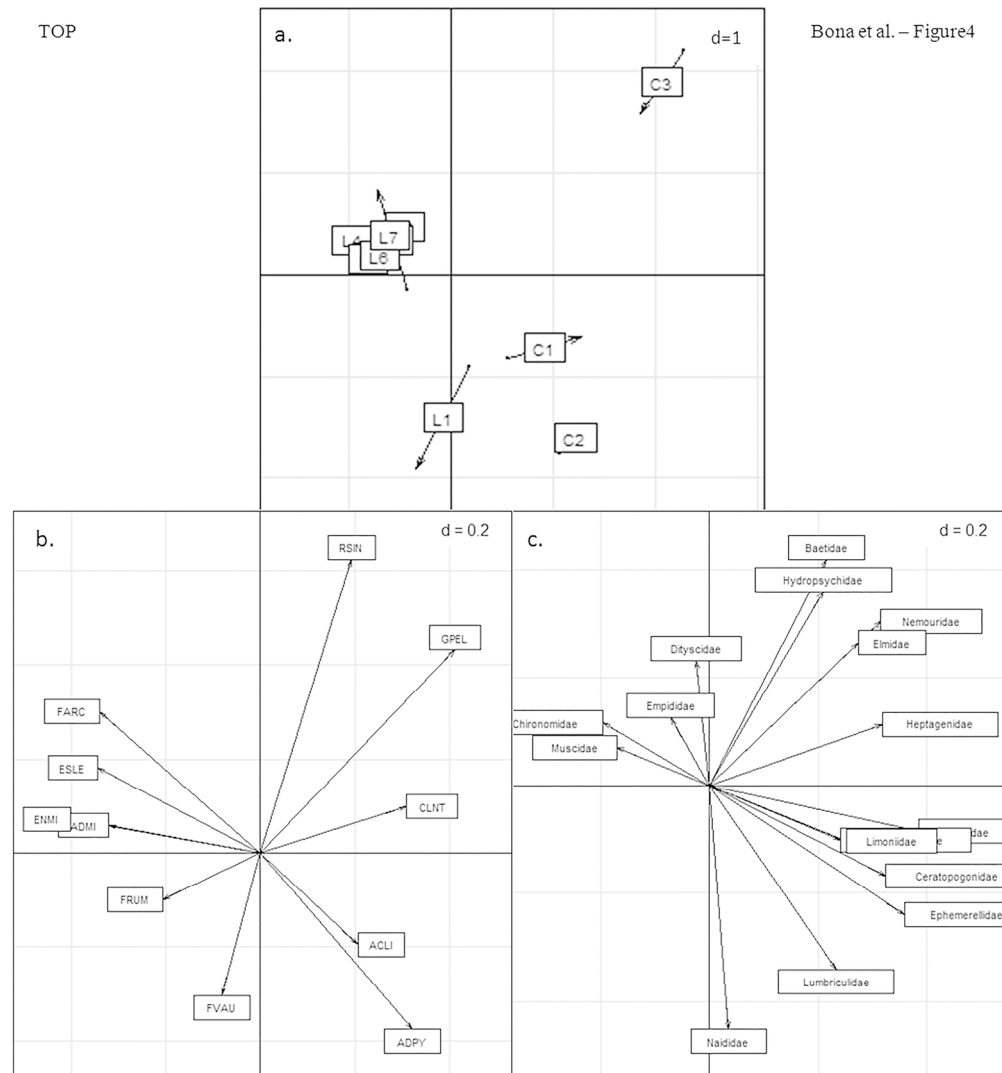 TOP
Bona et al. – Figure4
a.
d=1
C3
L7
L6
C1
L1
C2
b.
d = 0.2
RSIN
GPEL
FARC
ESLE
CLNT
ENMI
ADMI
FRUM
ACLI
FVAU
ADPY
c.
d = 0.2
Baetidae
Hydropsychidae
Nemouridae
Dityscidae
Elmidae
Empididae
Chironomidae
Heptagenidae
Muscidae
Limoniidae
Ceratopogonidae
Ephemerellidae
Lumbriculidae
Naididae